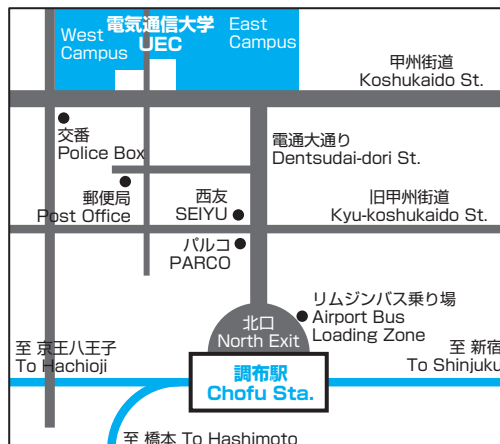 電気通信大学
UEC
West
Campus
East
Campus
甲州街道
Koshukaido St.
交番
Police Box
電通大通り
Dentsudai-dori St.
郵便局
Post Office
西友
SEIYU
旧甲州街道
Kyu-koshukaido St.
パルコ
PARCO
リムジンバス乗り場
Airport Bus
Loading Zone
北口
North Exit
至 京王八王子
To Hachioji
至 新宿
To Shinjuku
調布駅
Chofu Sta.
至 橋本 To Hashimoto